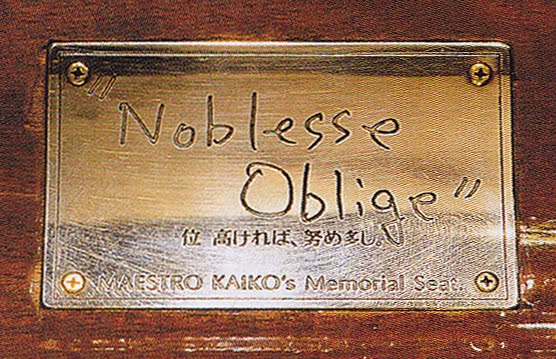 "Noblesse
Oblige"
位 高ければ、努め多し。
MAESTRO KAIKO's Memorial Seat.